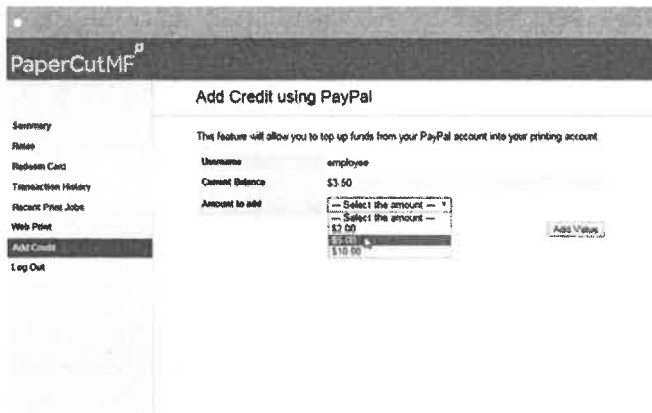 PaperCutMF
Add Credit using PayPal
Summary
Rates
Redeem Card
Transaction History
Recent Print Jobs
Web Print
Add Credit
Log Out
This feature will allow you to top up funds from your PayPal account into your printing account
Username employee
Current Balance $3.50
Amount to add — Select the amount —
— Select the amount —
$2.00
$5.00
$10.00
Add Value